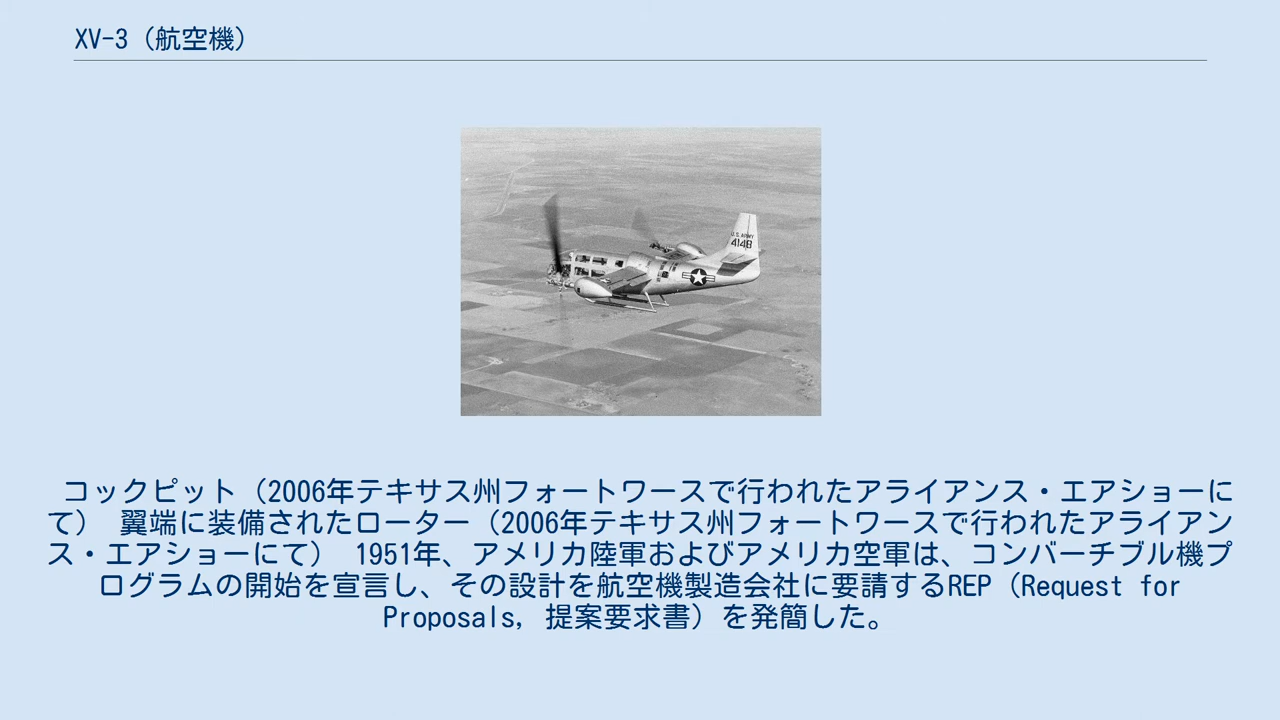 XV-3（航空機）
U.S. ARMY
4148
コックピット（2006年テキサス州フォートワースで行われたアライアンス・エアショーに
て） 翼端に装備されたローター（2006年テキサス州フォートワースで行われたアライアン
ス・エアショーにて） 1951年、アメリカ陸軍およびアメリカ空軍は、コンバーチブル機プ
ログラムの開始を宣言し、その設計を航空機製造会社に要請するREP（Request for
Proposals, 提案要求書）を発簡した。